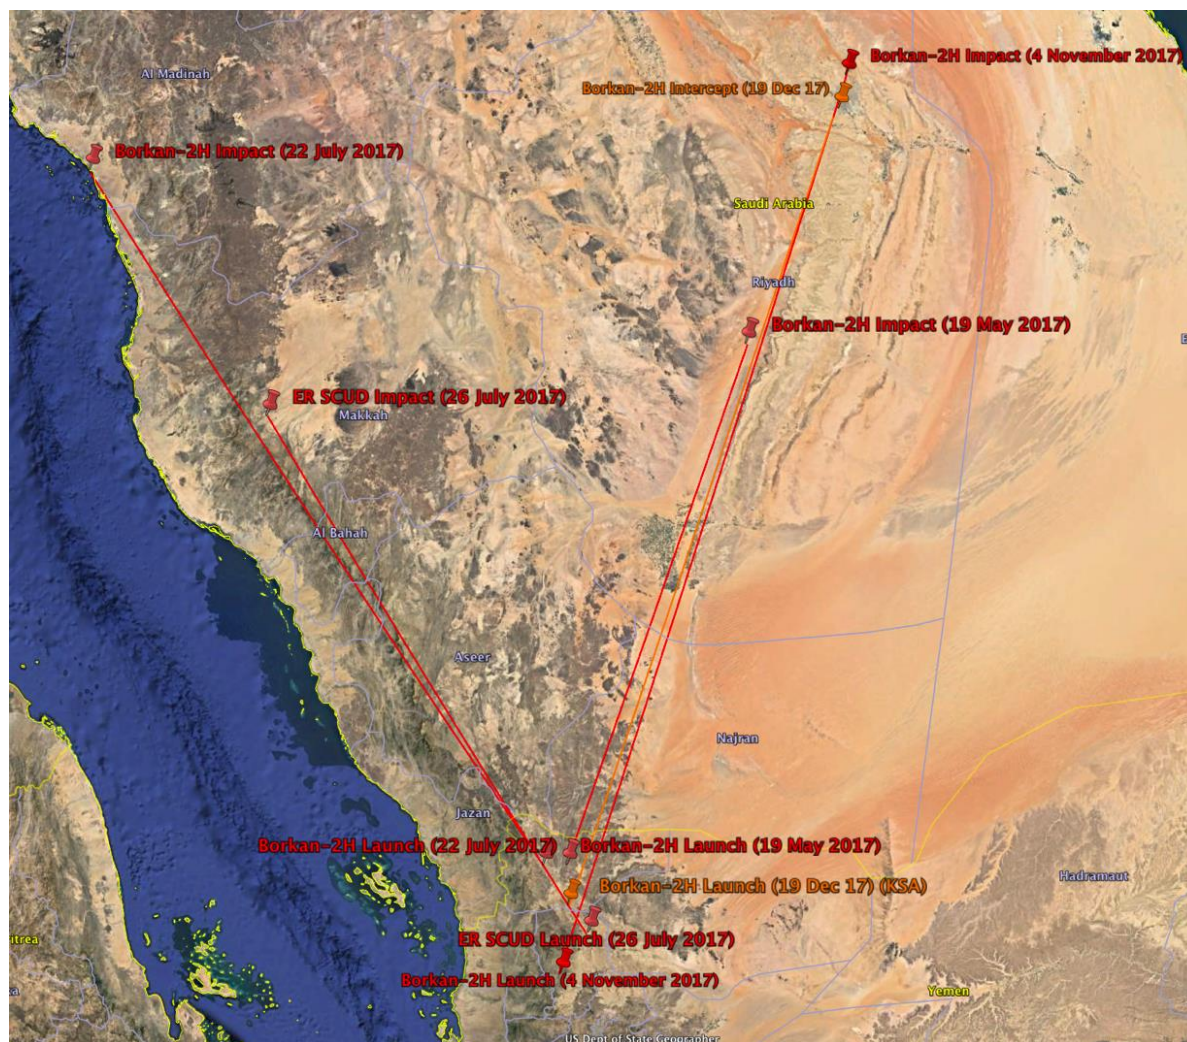 Borkan-2H Impact (4 November 2017)
Al Madinah
Borkan-2H Intercept (19 Dec 17)
Borkan-2H Impact (22 July 2017)
Saudi Arabia
Riyadh
Borkan-2H Impact (19 May 2017)
E
ER SCUD Impact (26 July 2017)
Makkah
Al Bahah
Aseer
Najran
Jazan
Borkan-2H Launch (22 July 2017)
Borkan-2H Launch (19 May 2017)
Hadramaut
Borkan-2H Launch (19 Dec 17) (KSA)
ER SCUD Launch (26 July 2017)
itrea
Borkan-2H Launch (4 November 2017)
Yemen
US Dept of State Geographer